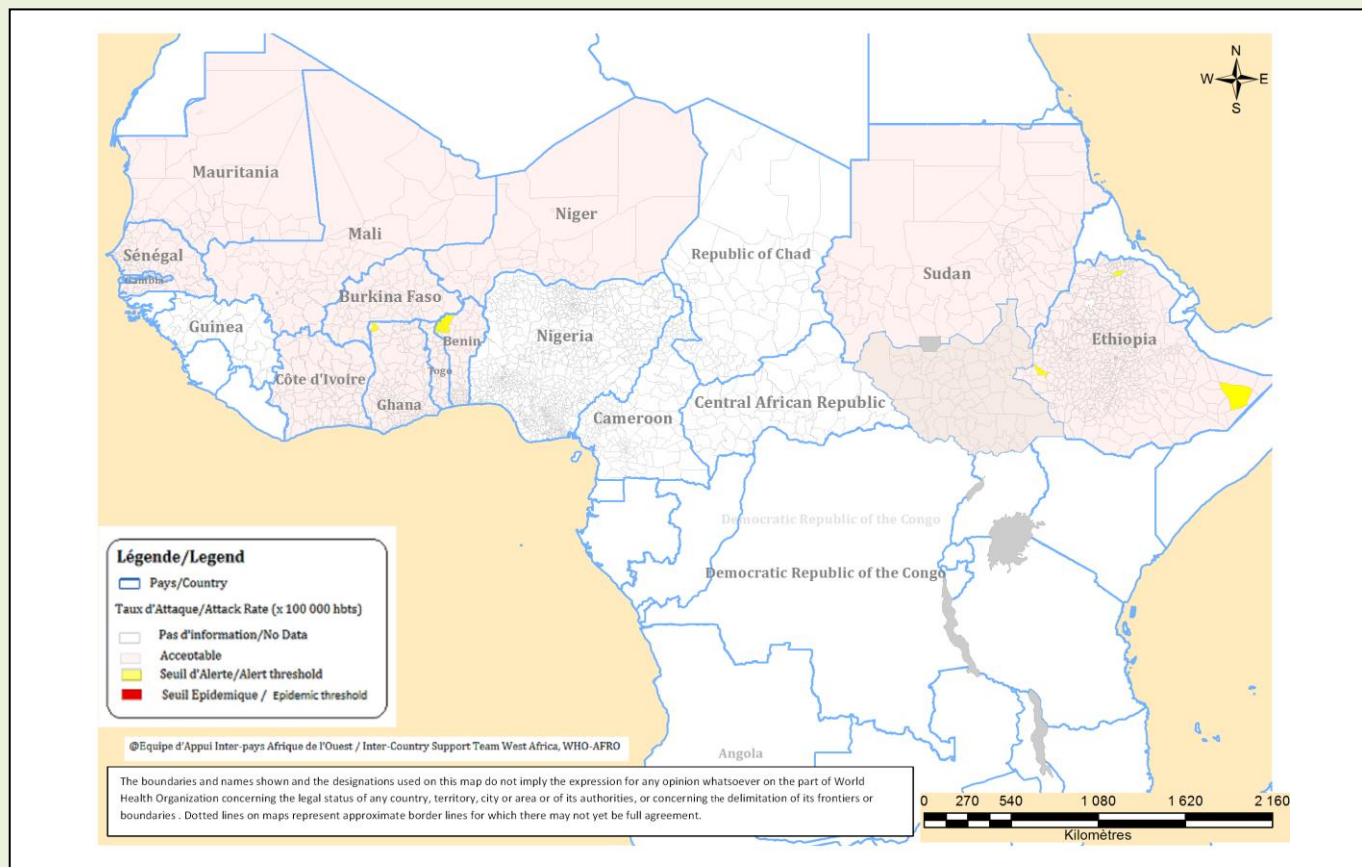 N
W E
S
Mauritania
Mali
Niger
Republic of Chad
Sudan
Sénégal
Gambia
Burkina Faso
Guinea
Benin
Nigeria
Ethiopia
Togo
Côte d'Ivoire
Ghana
Cameroon
Central African Republic
Democratic Republic of the Congo
Democratic Republic of the Congo
Angola
Légende/Legend
Pays/Country
Taux d'Attaque/Attack Rate (x 100 000 hbts)
Pas d'information/No Data
Acceptable
Seuil d'Alerte/Alert threshold
Seuil Epidemique / Epidemic threshold
@Equipe d'Appui Inter-pays Afrique de l'Ouest / Inter-Country Support Team West Africa, WHO-AFRO
The boundaries and names shown and the designations used on this map do not imply the expression for any opinion whatsoever on the part of World
Health Organization concerning the legal status of any country, territory, city or area or of its authorities, or concerning the delimitation of its frontiers or
boundaries . Dotted lines on maps represent approximate border lines for which there may not yet be full agreement.
0 270 540 1 080 1 620 2 160
Kilomètres